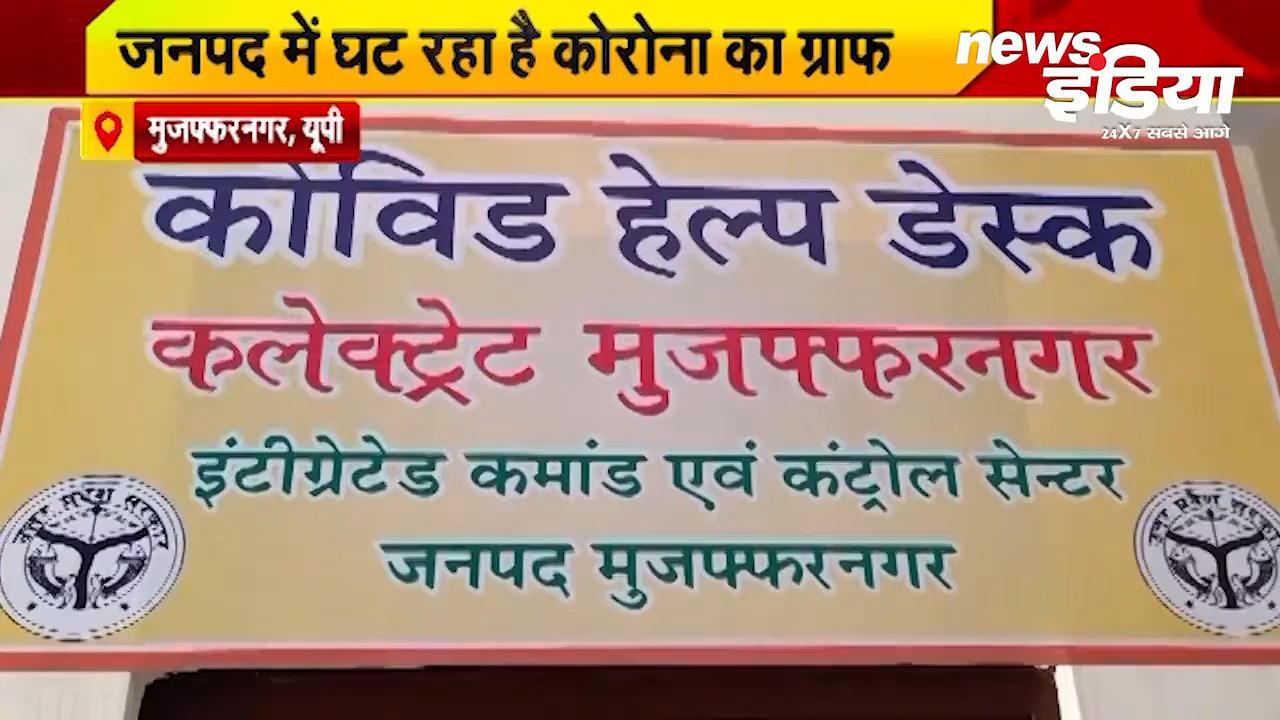 जनपद में घट रहा है कोरोना का ग्राफ
news
इंडिया
24X7 सबसे आगे
मुजफ्फरनगर, यूपी
कोविड हेल्प डेस्क
कलेक्ट्रेट मुजफ्फरनगर
इंटीग्रेटेड कमांड एवं कंट्रोल सेन्टर
जनपद मुजफ्फरनगर